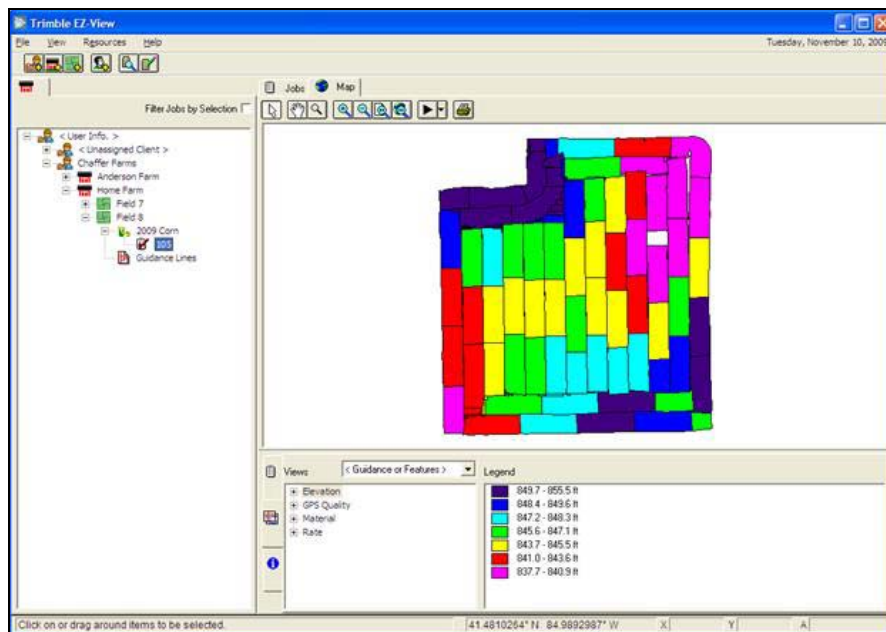 Trimble EZ-View
File View Resources Help
Tuesday, November 10, 2009
Jobs Map
Filter Jobs by Selection
< User Info. >
< Unassigned Client >
Chaffer Farms
Anderson Farm
Home Farm
Field 7
Field 8
2009 Corn
105
Guidance Lines
Views < Guidance or Features > Legend
Elevation
GPS Quality
Material
Rate
849.7 - 855.5 ft
848.4 - 849.6 ft
847.2 - 848.3 ft
845.6 - 847.1 ft
843.7 - 845.5 ft
841.0 - 843.6 ft
837.7 - 840.9 ft
Click on or drag around items to be selected. 41.4810264° N 84.9892987° W X Y A